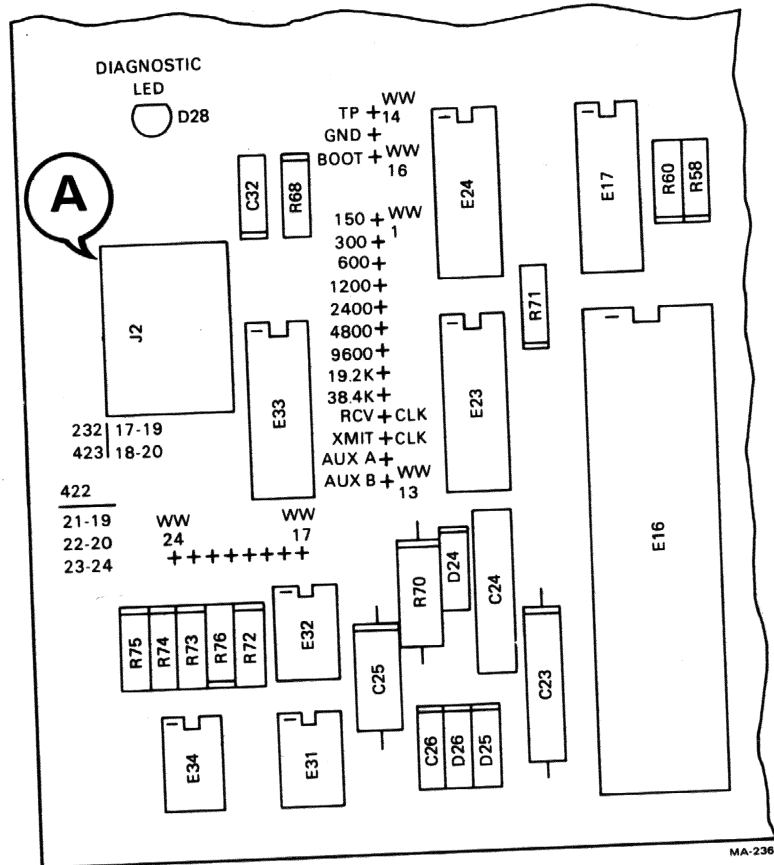 DIAGNOSTIC
LED
D28
A
TP + WW
14
GND +
BOOT + WW
16
C32
R68
E24
E17
R60
R58
150 + WW
1
300 +
600 +
1200 +
2400 +
4800 +
9600 +
19.2K +
38.4K +
RCV + CLK
XMIT + CLK
AUX A +
AUX B + WW
13
J2
E33
E23
R71
E16
232 | 17-19
423 | 18-20
422
21-19
22-20
23-24
WW
24
WW
17
++++++++
R75
R74
R73
R76
R72
E32
C25
R70
D24
C24
C23
E34
E31
C26
D26
D25
MA-236